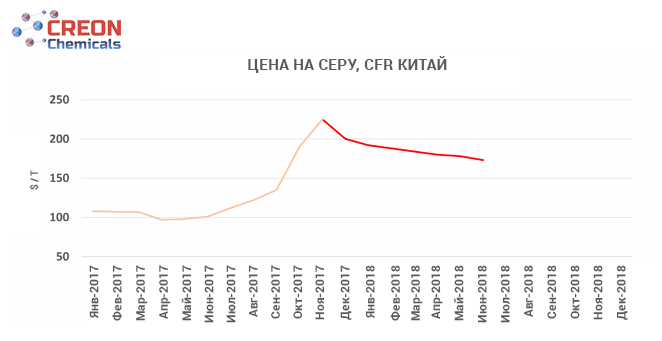 CREON
Chemicals
ЦЕНА НА СЕРУ, CFR КИТАЙ
250
200
150
100
50
$ / Т
Янв-2017
Фев-2017
Мар-2017
Апр-2017
Май-2017
Июн-2017
Июл-2017
Авг-2017
Сен-2017
Окт-2017
Ноя-2017
Дек-2017
Янв-2018
Фев-2018
Мар-2018
Апр-2018
Май-2018
Июн-2018
Июл-2018
Авг-2018
Сен-2018
Окт-2018
Ноя-2018
Дек-2018